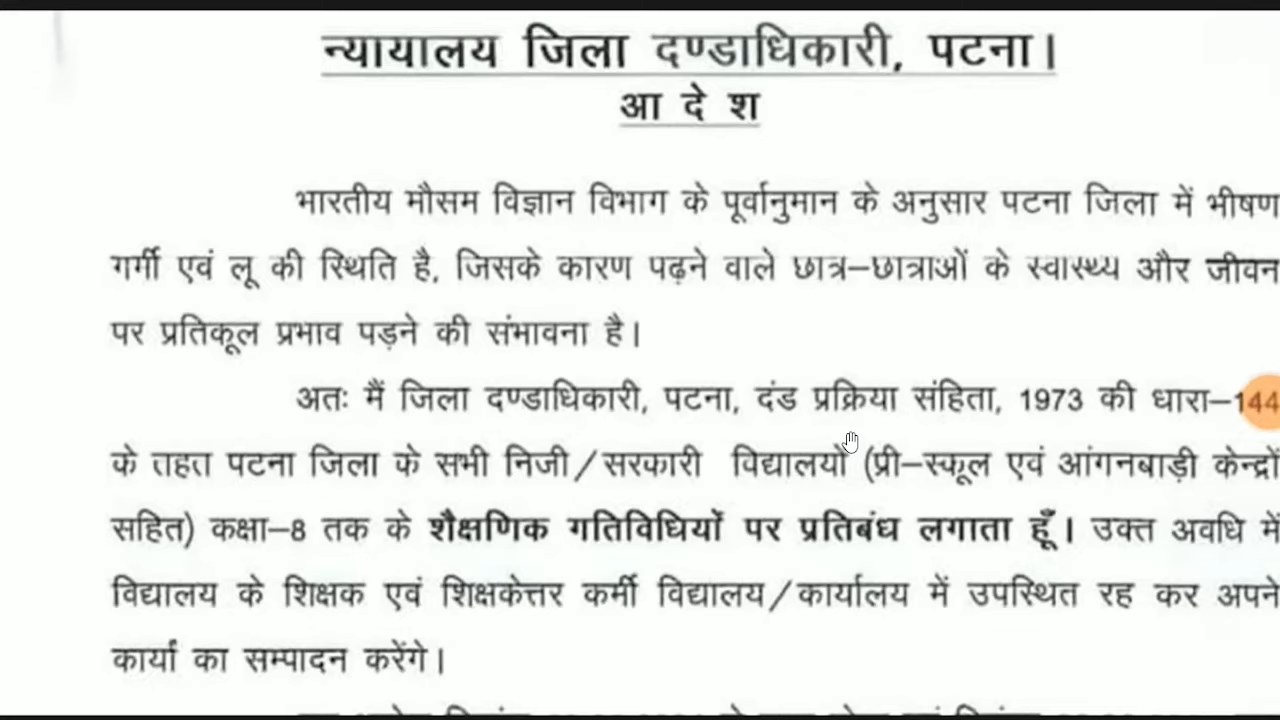 न्यायालय जिला दण्डाधिकारी, पटना।
आ दे श
भारतीय मौसम विज्ञान विभाग के पूर्वानुमान के अनुसार पटना जिला में भीषण
गर्मी एवं लू की स्थिति है, जिसके कारण पढ़ने वाले छात्र–छात्राओं के स्वास्थ्य और जीवन
पर प्रतिकूल प्रभाव पड़ने की संभावना है।
अतः मैं जिला दण्डाधिकारी, पटना, दंड प्रक्रिया संहिता, 1973 की धारा–144
के तहत पटना जिला के सभी निजी/सरकारी विद्यालयों (प्री–स्कूल एवं आंगनबाड़ी केन्द्रों
सहित) कक्षा–8 तक के शैक्षणिक गतिविधियों पर प्रतिबंध लगाता हूँ। उक्त अवधि में
विद्यालय के शिक्षक एवं शिक्षकेत्तर कर्मी विद्यालय/कार्यालय में उपस्थित रह कर अपने
कार्यों का सम्पादन करेंगे।